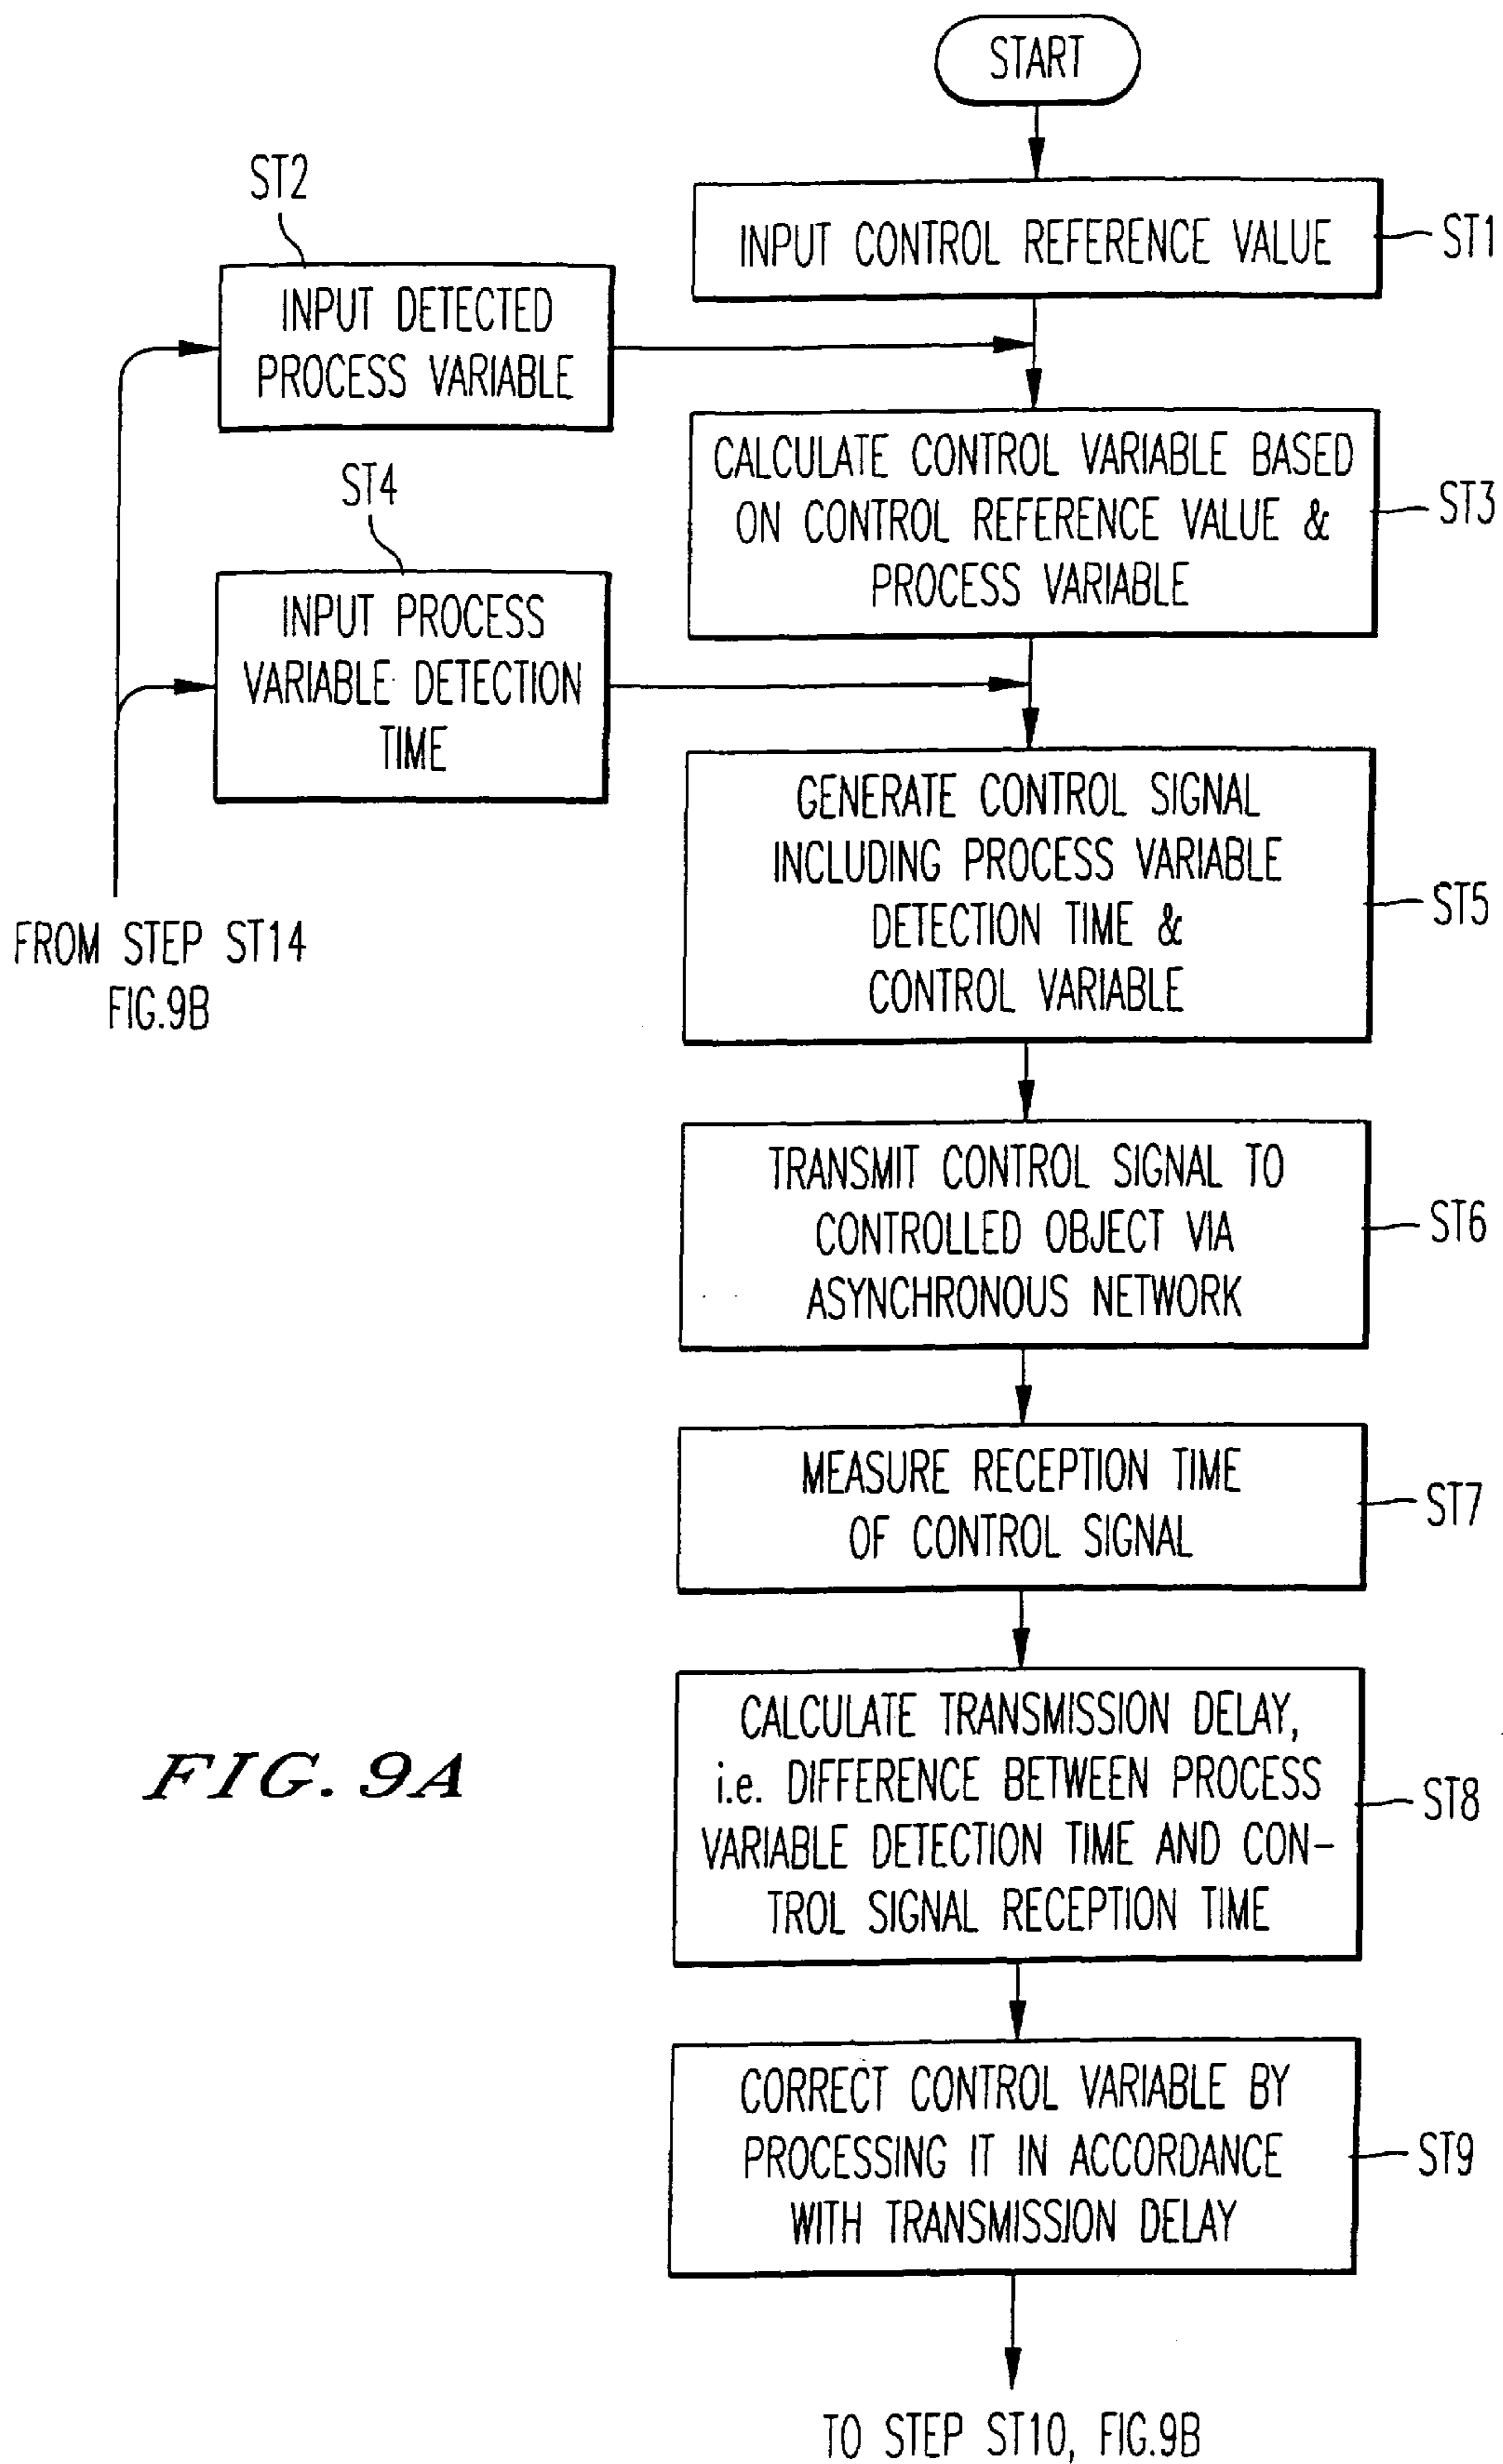 START
INPUT CONTROL REFERENCE VALUE
ST1
ST2
INPUT DETECTED
PROCESS VARIABLE
CALCULATE CONTROL VARIABLE BASED
ON CONTROL REFERENCE VALUE &
PROCESS VARIABLE
ST3
ST4
INPUT PROCESS
VARIABLE DETECTION
TIME
GENERATE CONTROL SIGNAL
INCLUDING PROCESS VARIABLE
DETECTION TIME &
CONTROL VARIABLE
ST5
FROM STEP ST14
FIG.9B
TRANSMIT CONTROL SIGNAL TO
CONTROLLED OBJECT VIA
ASYNCHRONOUS NETWORK
ST6
MEASURE RECEPTION TIME
OF CONTROL SIGNAL
ST7
CALCULATE TRANSMISSION DELAY,
i.e. DIFFERENCE BETWEEN PROCESS
VARIABLE DETECTION TIME AND CON-
TROL SIGNAL RECEPTION TIME
ST8
FIG. 9A
CORRECT CONTROL VARIABLE BY
PROCESSING IT IN ACCORDANCE
WITH TRANSMISSION DELAY
ST9
TO STEP ST10, FIG.9B